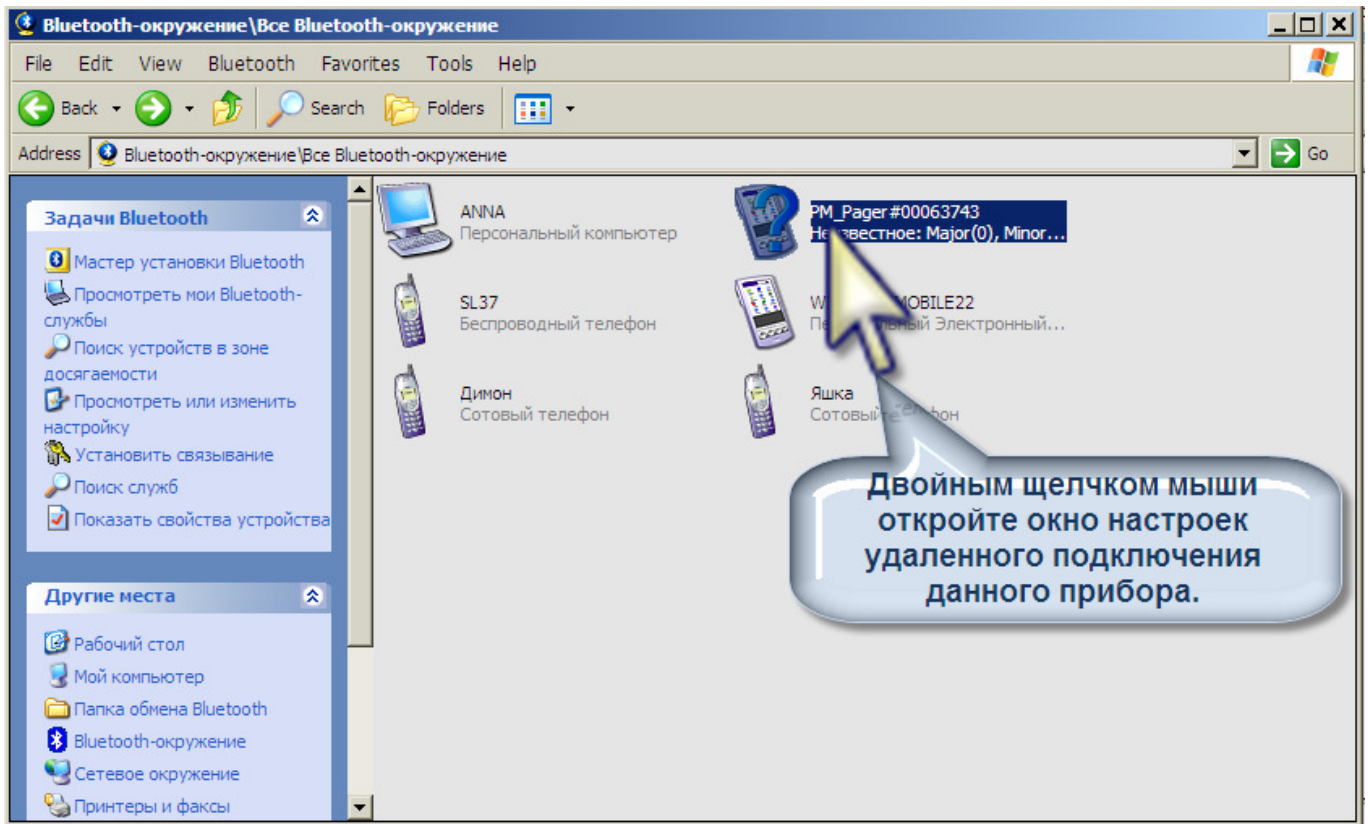 Bluetooth-окружение\Все Bluetooth-окружение
File Edit View Bluetooth Favorites Tools Help
Back Search Folders
Address Bluetooth-окружение\Все Bluetooth-окружение Go
Задачи Bluetooth
Мастер установки Bluetooth
Просмотреть мои Bluetooth-
службы
Поиск устройств в зоне
досягаемости
Просмотреть или изменить
настройку
Установить связывание
Поиск служб
Показать свойства устройства
Другие места
Рабочий стол
Мой компьютер
Папка обмена Bluetooth
Bluetooth-окружение
Сетевое окружение
Принтеры и факсы
ANNA
Персональный компьютер
PM_Pager#00063743
Неизвестное: Major(0), Minor...
SL37
Беспроводный телефон
MOBILE22
Электронный...
Димон
Сотовый телефон
Яшка
Сотовый
Двойным щелчком мыши
откройте окно настроек
удаленного подключения
данного прибора.